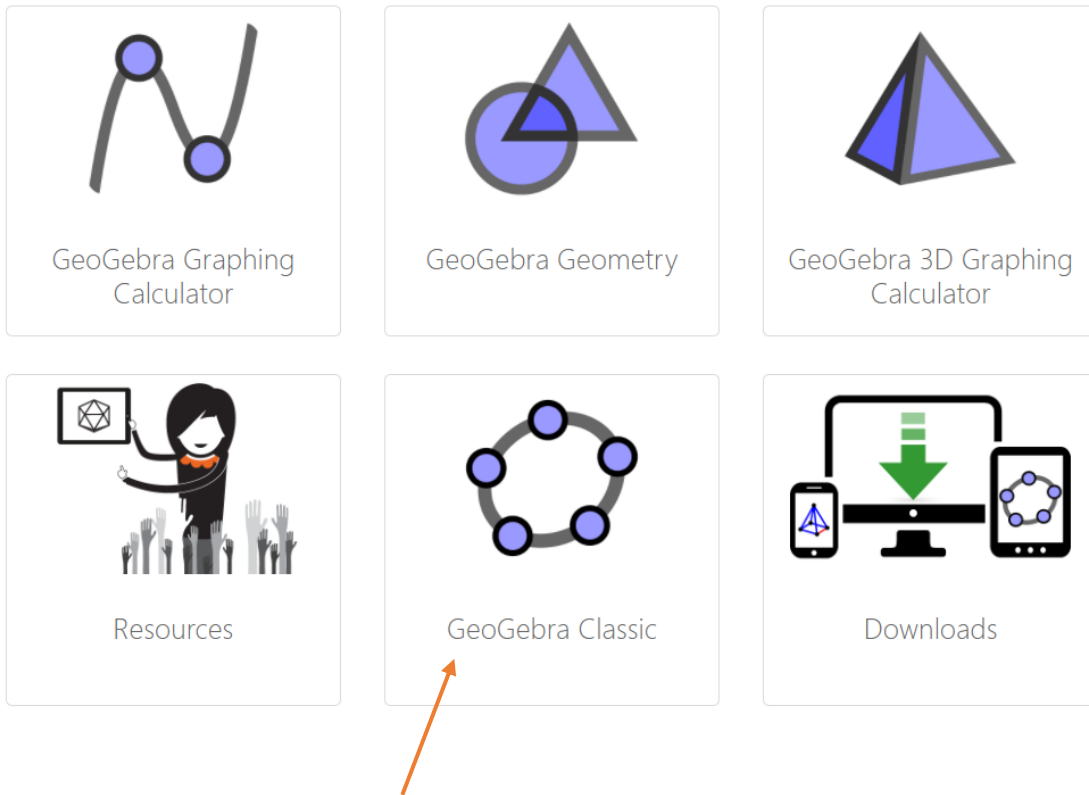 GeoGebra Graphing
Calculator
GeoGebra Geometry
GeoGebra 3D Graphing
Calculator
Resources
GeoGebra Classic
Downloads